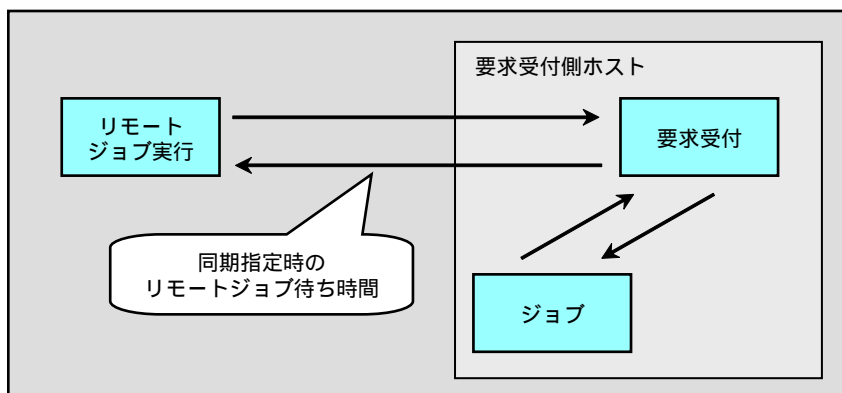 要求受付側ホスト
リモート
ジョブ実行
要求受付
同期指定時の
リモートジョブ待ち時間
ジョブ